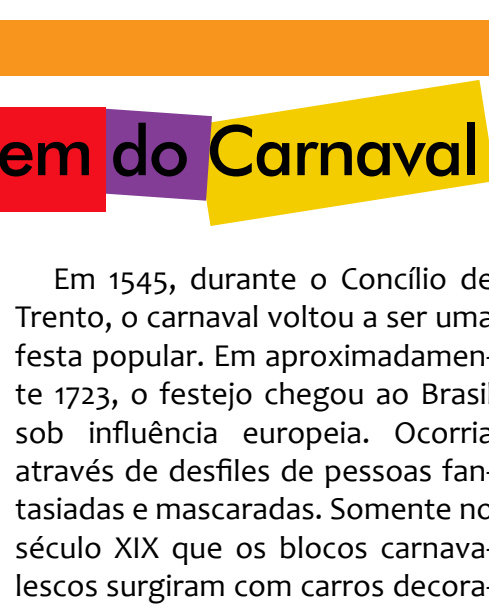 em do Carnaval
Em 1545, durante o Concílio de
Trento, o carnaval voltou a ser uma
festa popular. Em aproximadamen-
te 1723, o festejo chegou ao Brasil
sob influência europeia. Ocorria
através de desfiles de pessoas fan-
tasiadas e mascaradas. Somente no
século XIX que os blocos carnava-
lescos surgiram com carros decora-